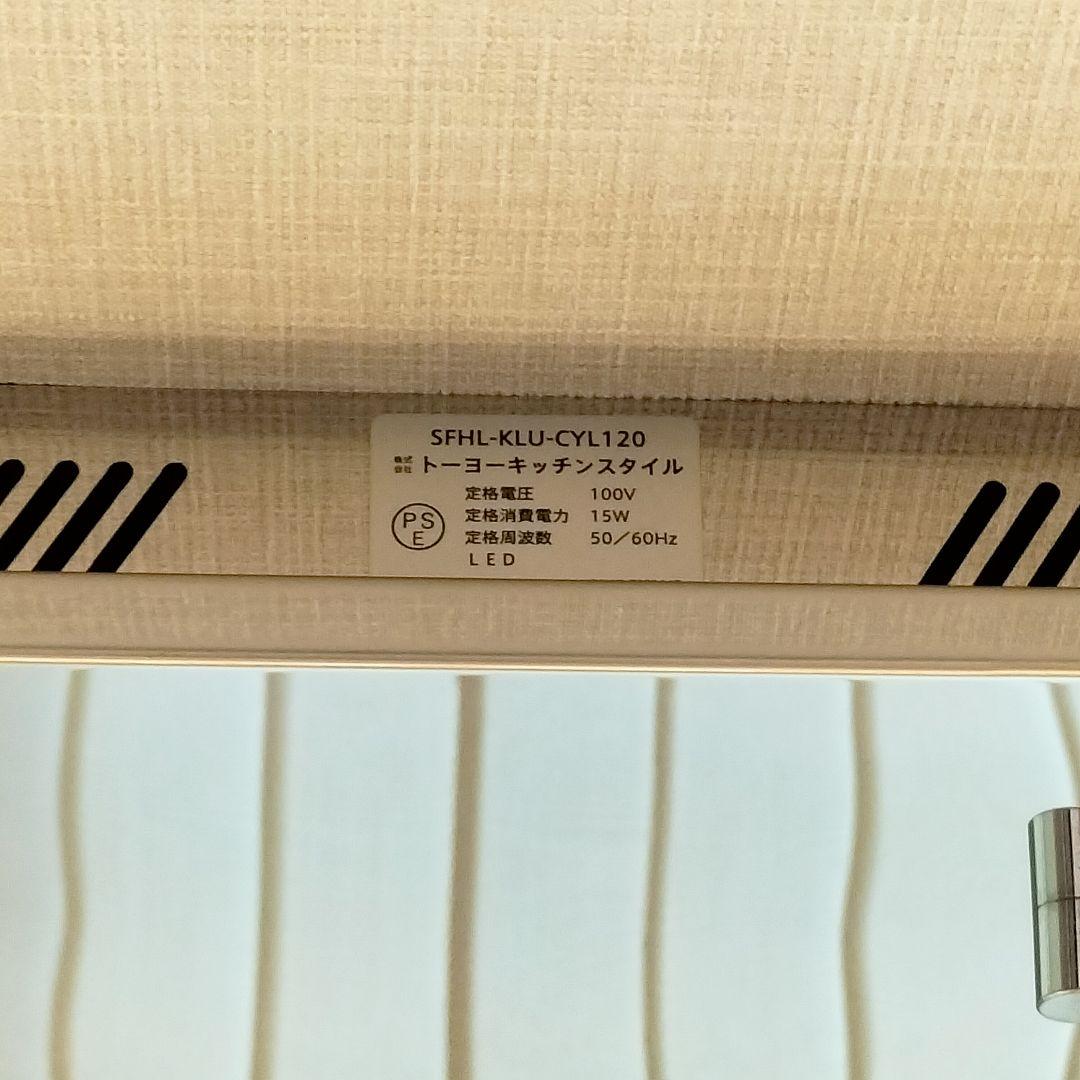 SFHL-KLU-CYL120
株式会社 トーヨーキッチンスタイル
定格電圧 100V
定格消費電力 15W
定格周波数 50/60Hz
LED
PS
E